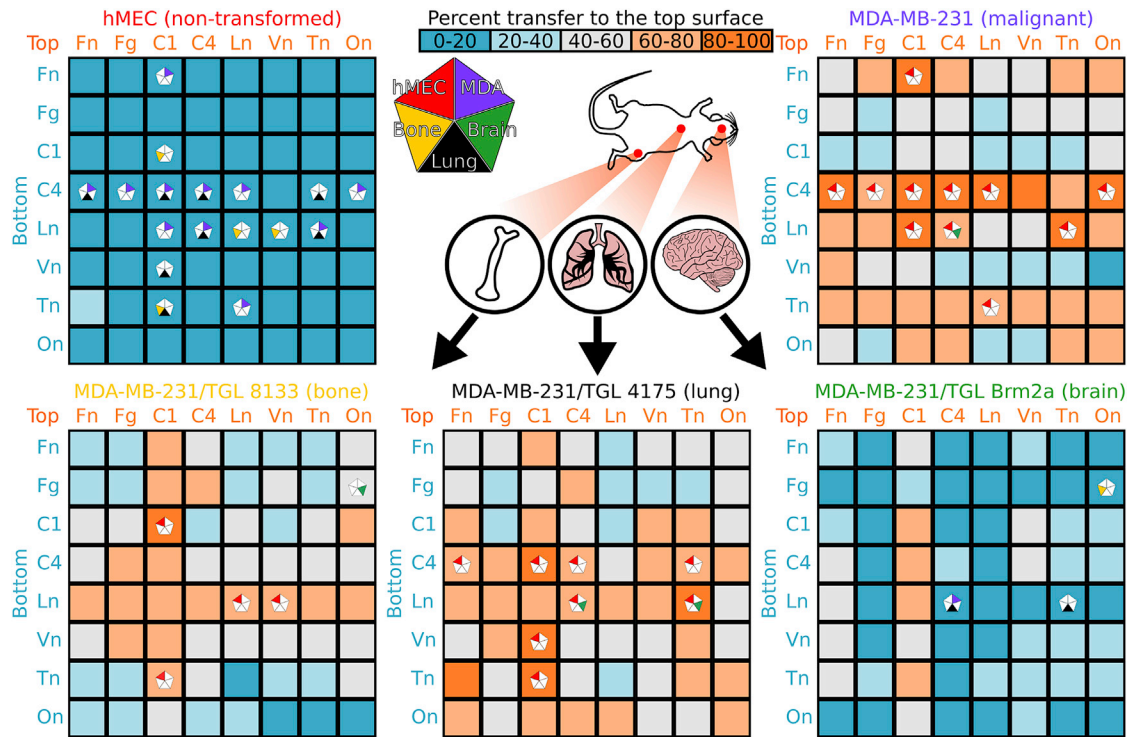 hMEC (non-transformed)
Top Fn Fg C1 C4 Ln Vn Tn On
Bottom
Fn
Fg
C1
C4
Ln
Vn
Tn
On
Percent transfer to the top surface
0-20 20-40 40-60 60-80 80-100
hMEC MDA
Bone Brain
Lung
MDA-MB-231 (malignant)
Top Fn Fg C1 C4 Ln Vn Tn On
Bottom
Fn
Fg
C1
C4
Ln
Vn
Tn
On
MDA-MB-231/TGL 8133 (bone)
Top Fn Fg C1 C4 Ln Vn Tn On
Bottom
Fn
Fg
C1
C4
Ln
Vn
Tn
On
MDA-MB-231/TGL 4175 (lung)
Top Fn Fg C1 C4 Ln Vn Tn On
Bottom
Fn
Fg
C1
C4
Ln
Vn
Tn
On
MDA-MB-231/TGL Brm2a (brain)
Top Fn Fg C1 C4 Ln Vn Tn On
Bottom
Fn
Fg
C1
C4
Ln
Vn
Tn
On